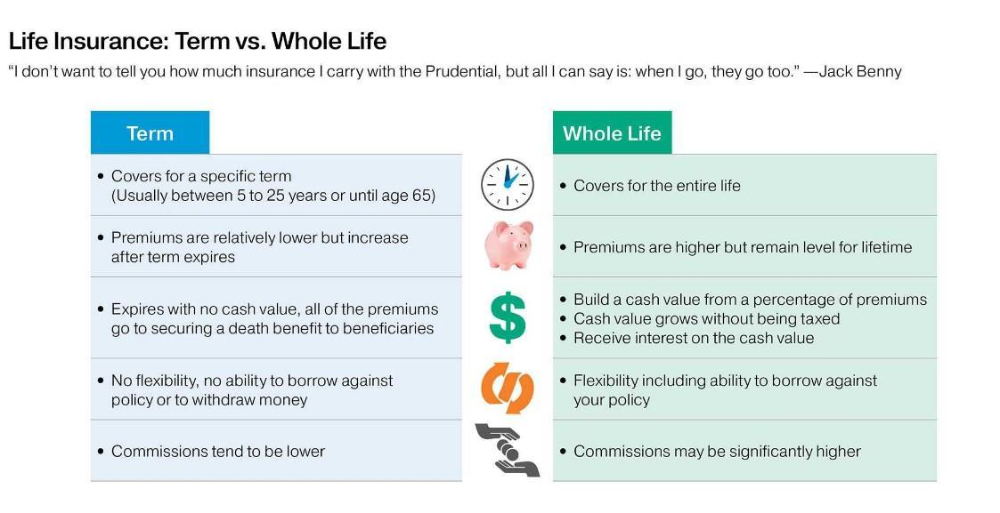 Life Insurance: Term vs. Whole Life
“I don’t want to tell you how much insurance I carry with the Prudential, but all I can say is: when I go, they go too.” —Jack Benny
Term
• Covers for a specific term
(Usually between 5 to 25 years or until age 65)
• Premiums are relatively lower but increase
after term expires
• Expires with no cash value, all of the premiums
go to securing a death benefit to beneficiaries
• No flexibility, no ability to borrow against
policy or to withdraw money
• Commissions tend to be lower
$
Whole Life
• Covers for the entire life
• Premiums are higher but remain level for lifetime
• Build a cash value from a percentage of premiums
• Cash value grows without being taxed
• Receive interest on the cash value
• Flexibility including ability to borrow against
your policy
• Commissions may be significantly higher